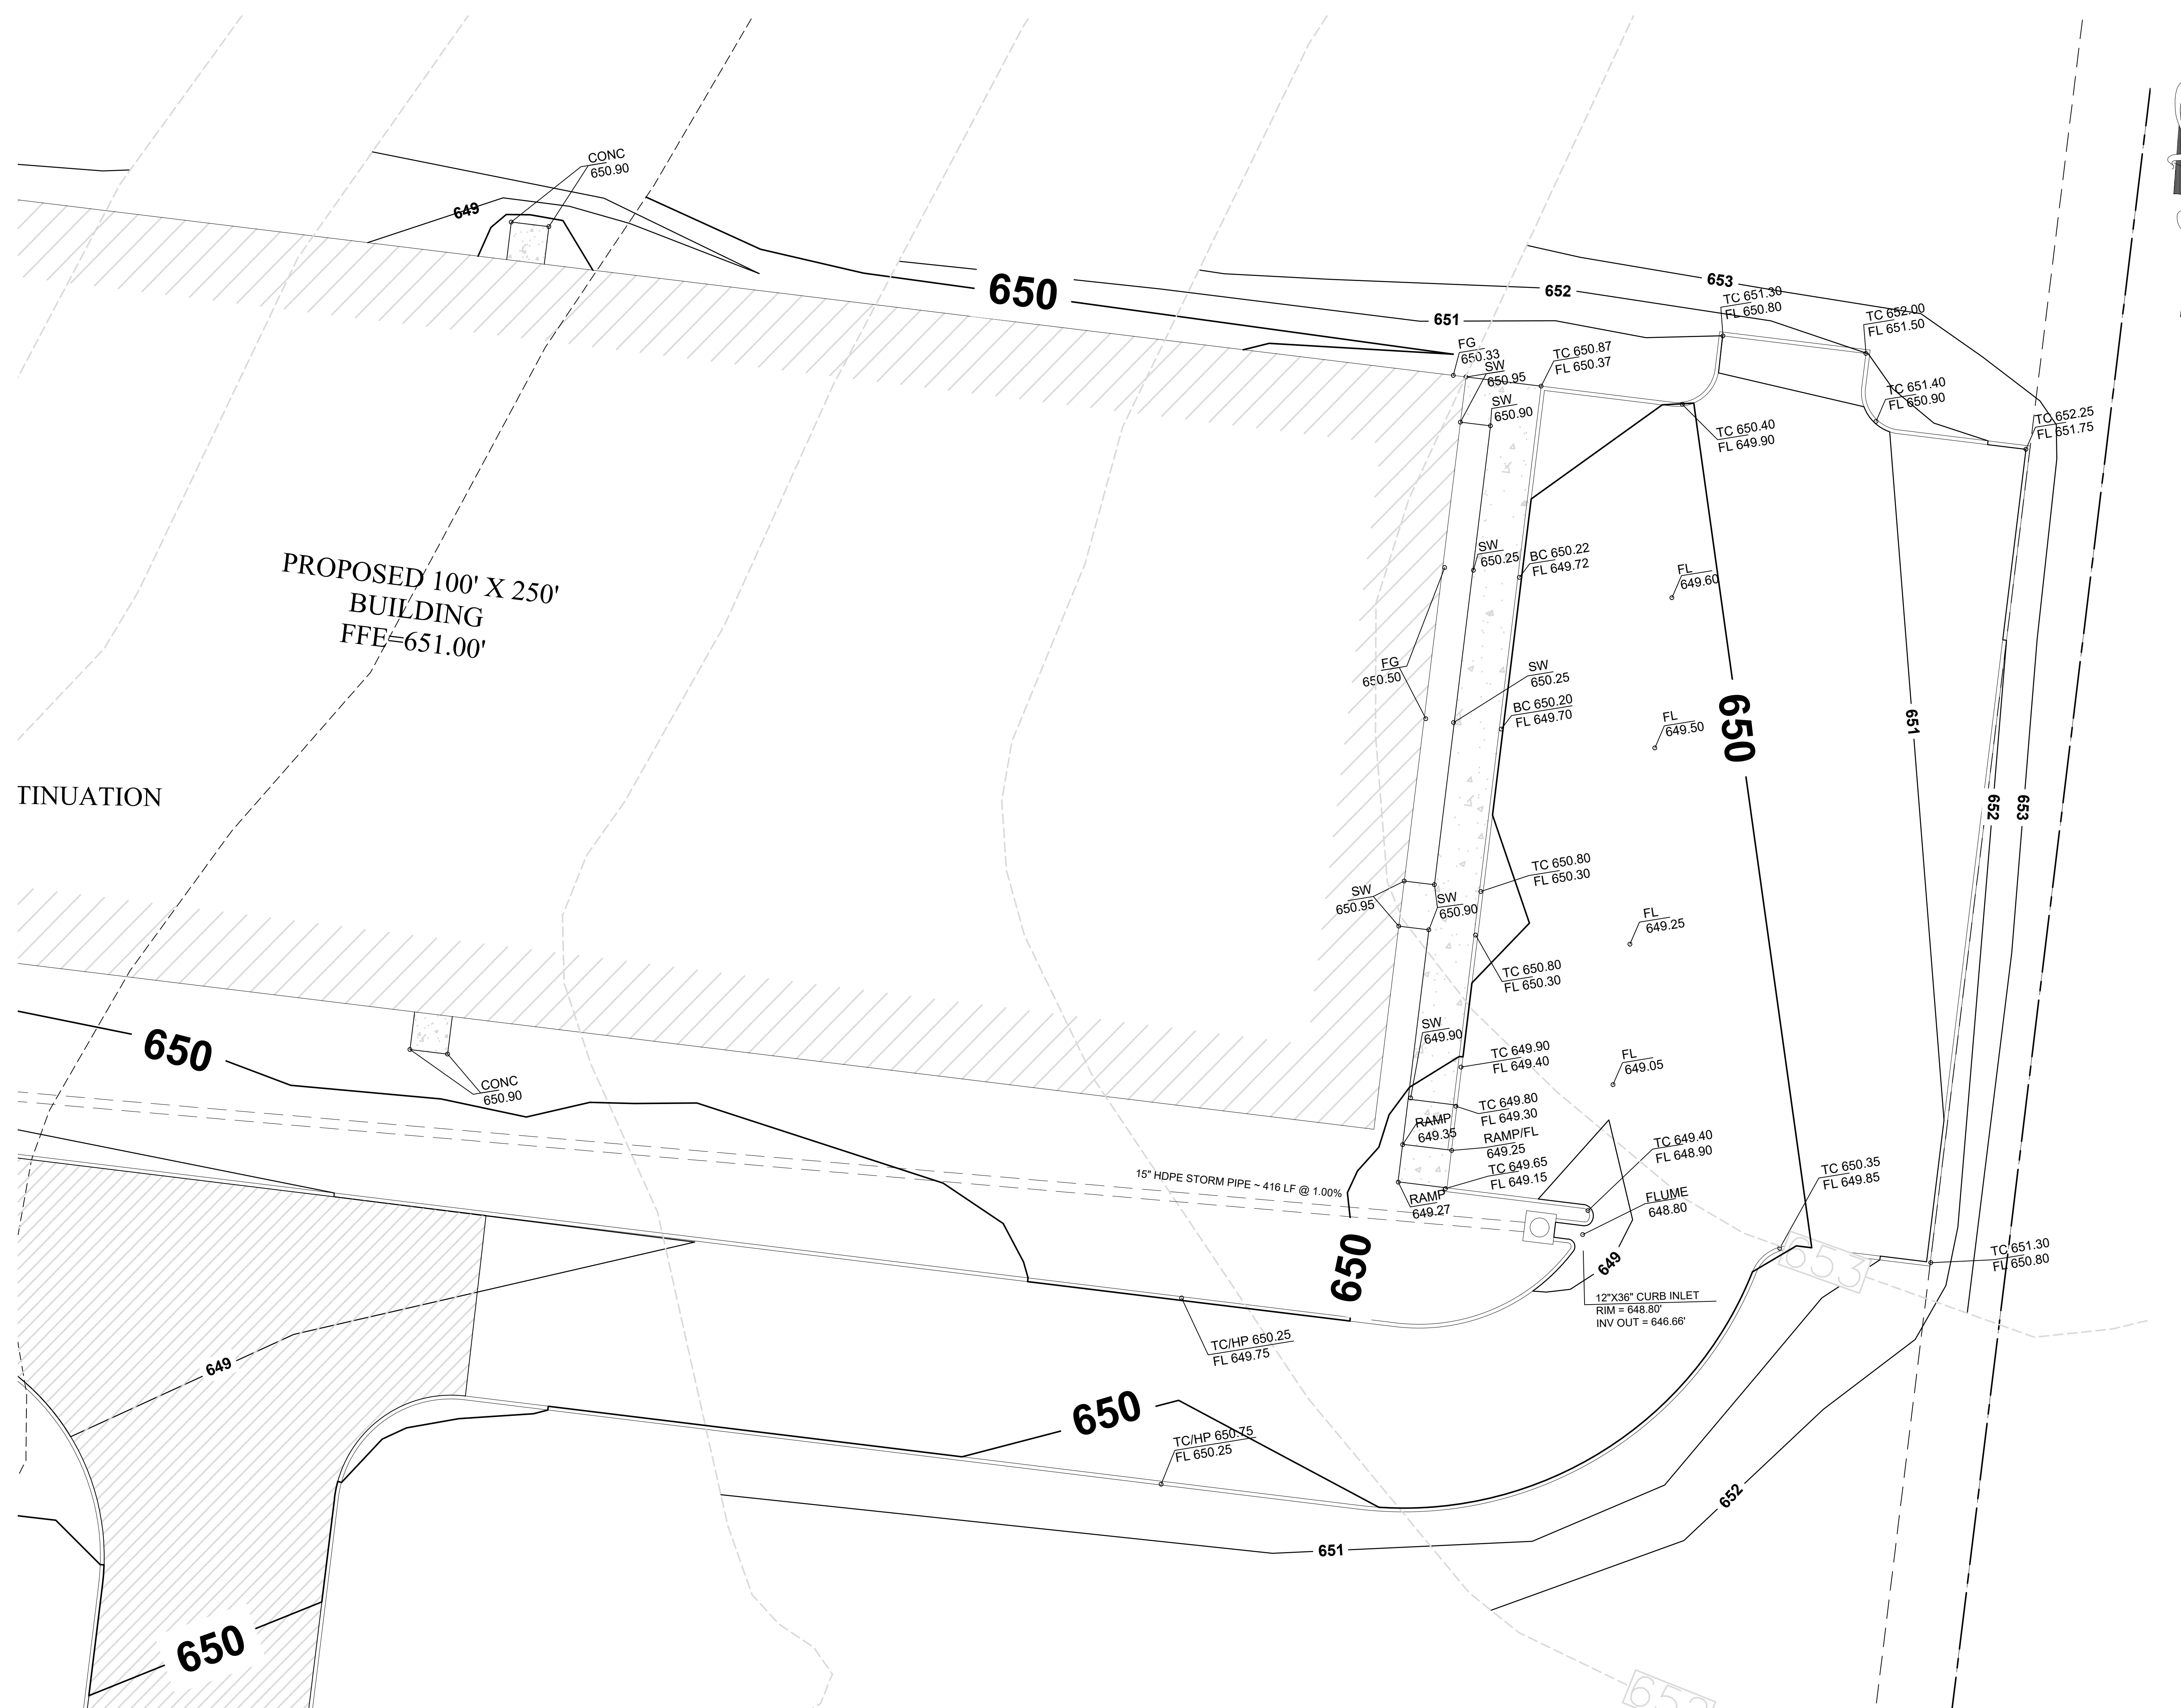 CONC
650.90
649
650
653
652
651
TC 651.30
FL 650.80
TC 652.00
FL 651.50
FG
650.33
SW
650.95
TC 650.87
FL 650.37
SW
650.90
TC 651.40
FL 650.90
TC 652.25
FL 651.75
TC 650.40
FL 649.90
PROPOSED 100' X 250'
BUILDING
FFE=651.00'
SW
650.25
BC 650.22
FL 649.72
FL
649.60
FG
650.50
SW
650.25
BC 650.20
FL 649.70
FL
649.50
650
651
TINUATION
652
653
TC 650.80
FL 650.30
SW
650.95
SW
650.90
FL
649.25
TC 650.80
FL 650.30
650
SW
649.90
TC 649.90
FL 649.40
FL
649.05
CONC
650.90
TC 649.80
FL 649.30
RAMP
649.35
RAMP/FL
649.25
TC 649.40
FL 648.90
15" HDPE STORM PIPE ~ 416 LF @ 1.00%
TC 649.65
FL 649.15
TC 650.35
FL 649.85
RAMP
649.27
FLUME
648.80
650
649
653
TC 651.30
FL 650.80
12"X36" CURB INLET
RIM = 648.80'
INV OUT = 646.66'
TC/HP 650.25
FL 649.75
649
650
TC/HP 650.75
FL 650.25
652
651
650